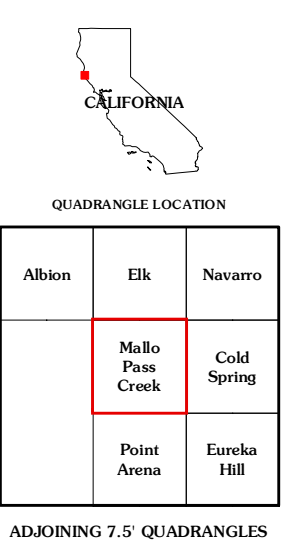 CALIFORNIA
QUADRANGLE LOCATION
Albion Elk Navarro
Mallo
Pass
Creek
Cold
Spring
Point
Arena
Eureka
Hill
ADJOINING 7.5' QUADRANGLES